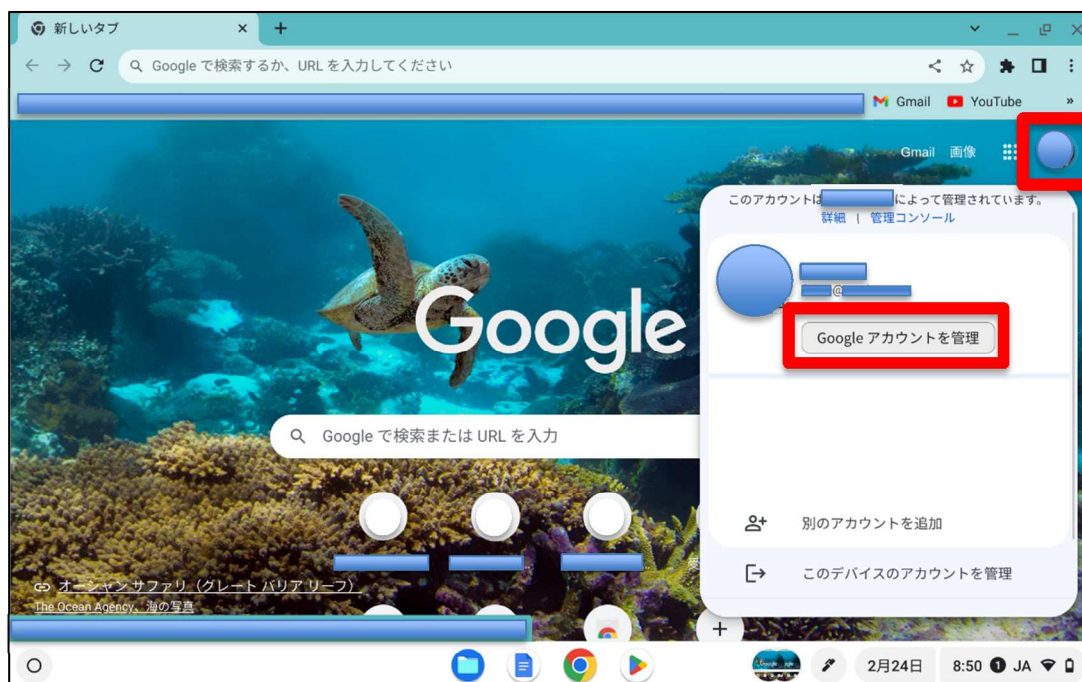 新しいタブ
Google で検索するか、URL を入力してください
Gmail YouTube
Gmail 画像
このアカウントは によって管理されています。
詳細 | 管理コンソール
@
Google アカウントを管理
Google
Google で検索または URL を入力
別のアカウントを追加
このデバイスのアカウントを管理
オーシャン サファリ（グレート バリア リーフ）
The Ocean Agency、海の写真
2月24日 8:50 1 JA